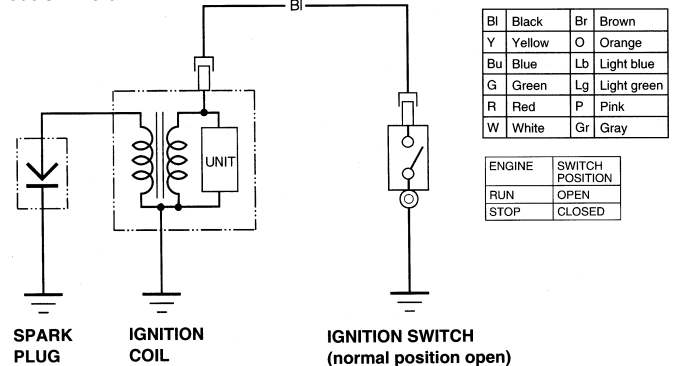 Bl
Bl Black Br Brown
Y Yellow O Orange
Bu Blue Lb Light blue
G Green Lg Light green
R Red P Pink
W White Gr Gray
UNIT
ENGINE SWITCH POSITION
RUN OPEN
STOP CLOSED
SPARK PLUG
IGNITION COIL
IGNITION SWITCH
(normal position open)